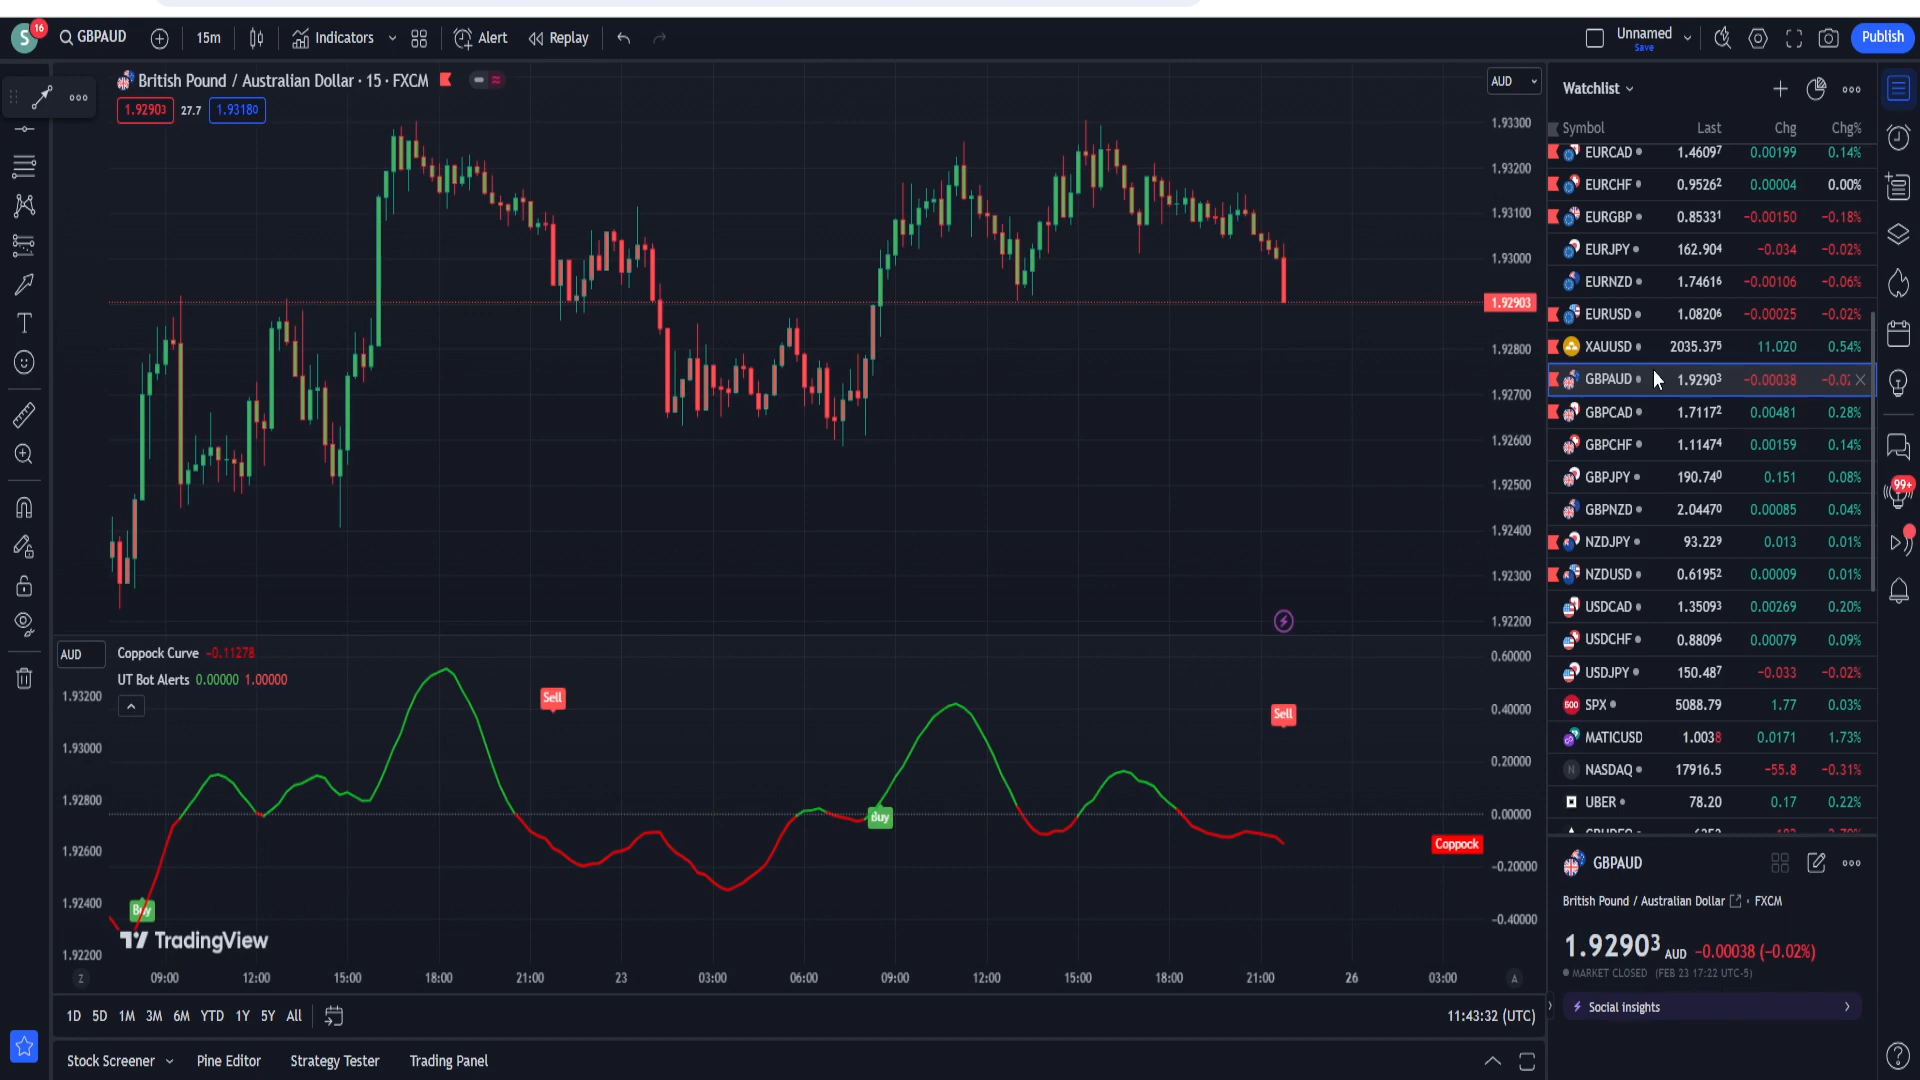 S 16 GBPAUD 15m Indicators Alert Replay Unnamed Save Publish
British Pound / Australian Dollar · 15 · FXCM
1.92903 27.7 1.93180
AUD
1.93300
1.93200
1.93100
1.93000
1.92903
1.92800
1.92700
1.92600
1.92500
1.92400
1.92300
1.92200
AUD Coppock Curve -0.11278
UT Bot Alerts 0.00000 1.00000
1.93200
1.93000
1.92800
1.92600
1.92400
1.92200
Sell
Sell
Buy
Buy
Coppock
0.60000
0.40000
0.20000
0.00000
-0.20000
-0.40000
TradingView
Z 09:00 12:00 15:00 18:00 21:00 23 03:00 06:00 09:00 12:00 15:00 18:00 21:00 26 03:00 A
1D 5D 1M 3M 6M YTD 1Y 5Y All 11:43:32 (UTC)
Stock Screener Pine Editor Strategy Tester Trading Panel
Watchlist
Symbol Last Chg Chg%
EURCAD 1.46097 0.00199 0.14%
EURCHF 0.95262 0.00004 0.00%
EURGBP 0.85331 -0.00150 -0.18%
EURJPY 162.904 -0.034 -0.02%
EURNZD 1.74616 -0.00106 -0.06%
EURUSD 1.08206 -0.00025 -0.02%
500
XAUUSD 2035.375 11.020 0.54%
GBPAUD 1.92903 -0.00038 -0.02
GBPCAD 1.71172 0.00481 0.28%
GBPCHF 1.11474 0.00159 0.14%
GBPJPY 190.740 0.151 0.08%
GBPNZD 2.04470 0.00085 0.04%
NZDJPY 93.229 0.013 0.01%
NZDUSD 0.61952 0.00009 0.01%
USDCAD 1.35093 0.00269 0.20%
USDCHF 0.88096 0.00079 0.09%
USDJPY 150.487 -0.033 -0.02%
SPX 5088.79 1.77 0.03%
MATICUSD 1.0038 0.0171 1.73%
N NASDAQ 17916.5 -55.8 -0.31%
UBER 78.20 0.17 0.22%
GBPAUD
British Pound / Australian Dollar · FXCM
1.92903 AUD -0.00038 (-0.02%)
MARKET CLOSED (FEB 23 17:22 UTC-5)
Social insights
99+